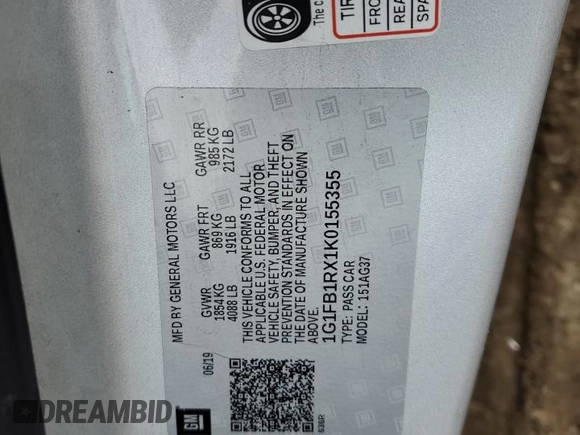 The c
TIR
FRO
REA
SPA
MFD BY GENERAL MOTORS LLC
GVWR GAWR FRT GAWR RR
1854 KG 869 KG 985 KG
4088 LB 1916 LB 2172 LB
THIS VEHICLE CONFORMS TO ALL
APPLICABLE U.S. FEDERAL MOTOR
VEHICLE SAFETY, BUMPER, AND THEFT
PREVENTION STANDARDS IN EFFECT ON
THE DATE OF MANUFACTURE SHOWN
ABOVE.
1G1FB1RX1K0155355
TYPE: PASS CAR
MODEL: 151AG37
06/19
GM
DREAMBID